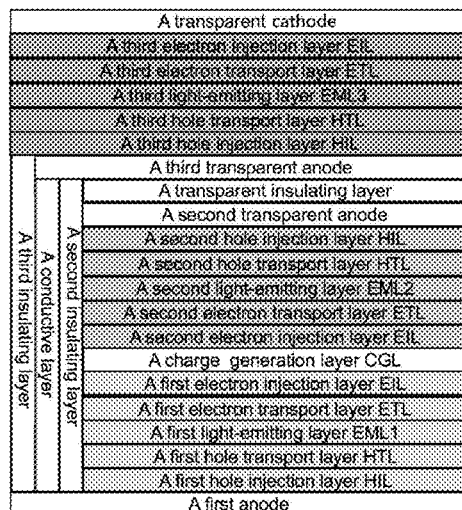 A transparent cathode
A third electron injection layer EIL
A third electron transport layer ETL
A third light-emitting layer EML3
A third hole transport layer HTL
A third hole injection layer HIL
A third transparent anode
A transparent insulating layer
A second transparent anode
A second hole injection layer HIL
A second hole transport layer HTL
A second light-emitting layer EML2
A second electron transport layer ETL
A second electron injection layer EIL
A charge generation layer CGL
A first electron injection layer EIL
A first electron transport layer ETL
A first light-emitting layer EML1
A first hole transport layer HTL
A first hole injection layer HIL
A first anode
A third insulating layer
A conductve layer
A second insulating layer